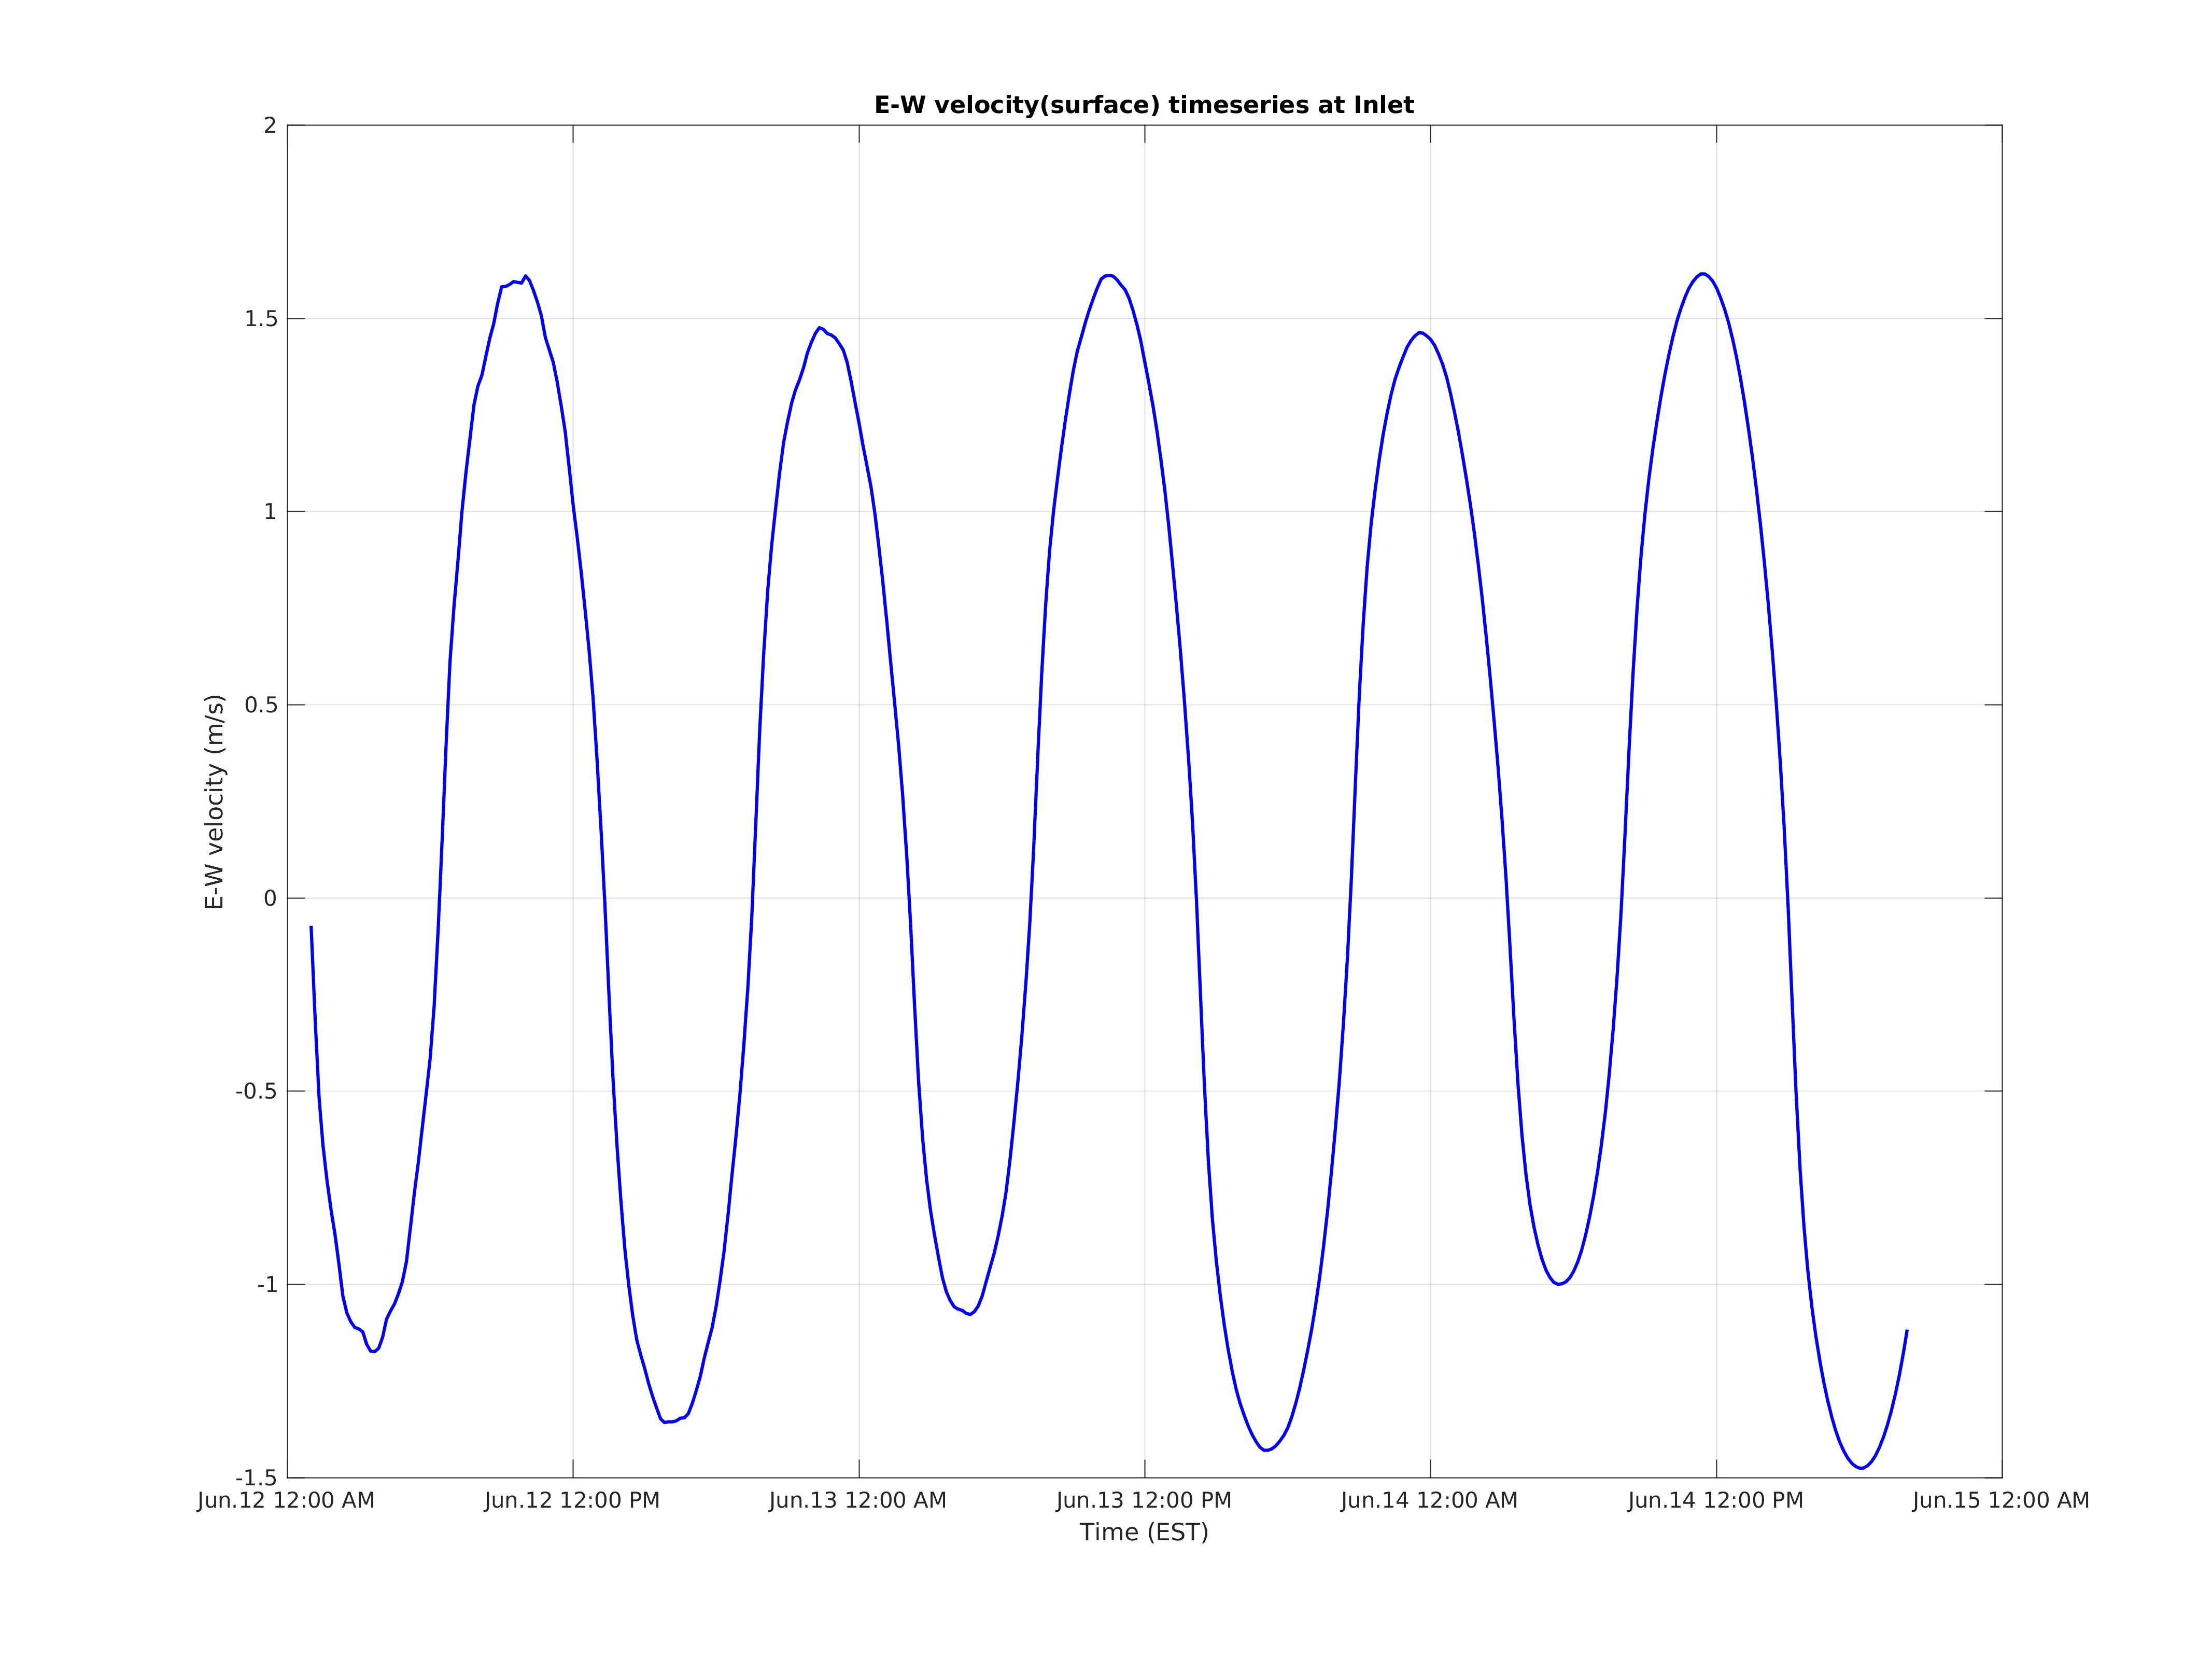 E-W velocity(surface) timeseries at Inlet
2
1.5
1
0.5
0
-0.5
-1
-1.5
E-W velocity (m/s)
Jun.12 12:00 AM
Jun.12 12:00 PM
Jun.13 12:00 AM
Jun.13 12:00 PM
Jun.14 12:00 AM
Jun.14 12:00 PM
Jun.15 12:00 AM
Time (EST)